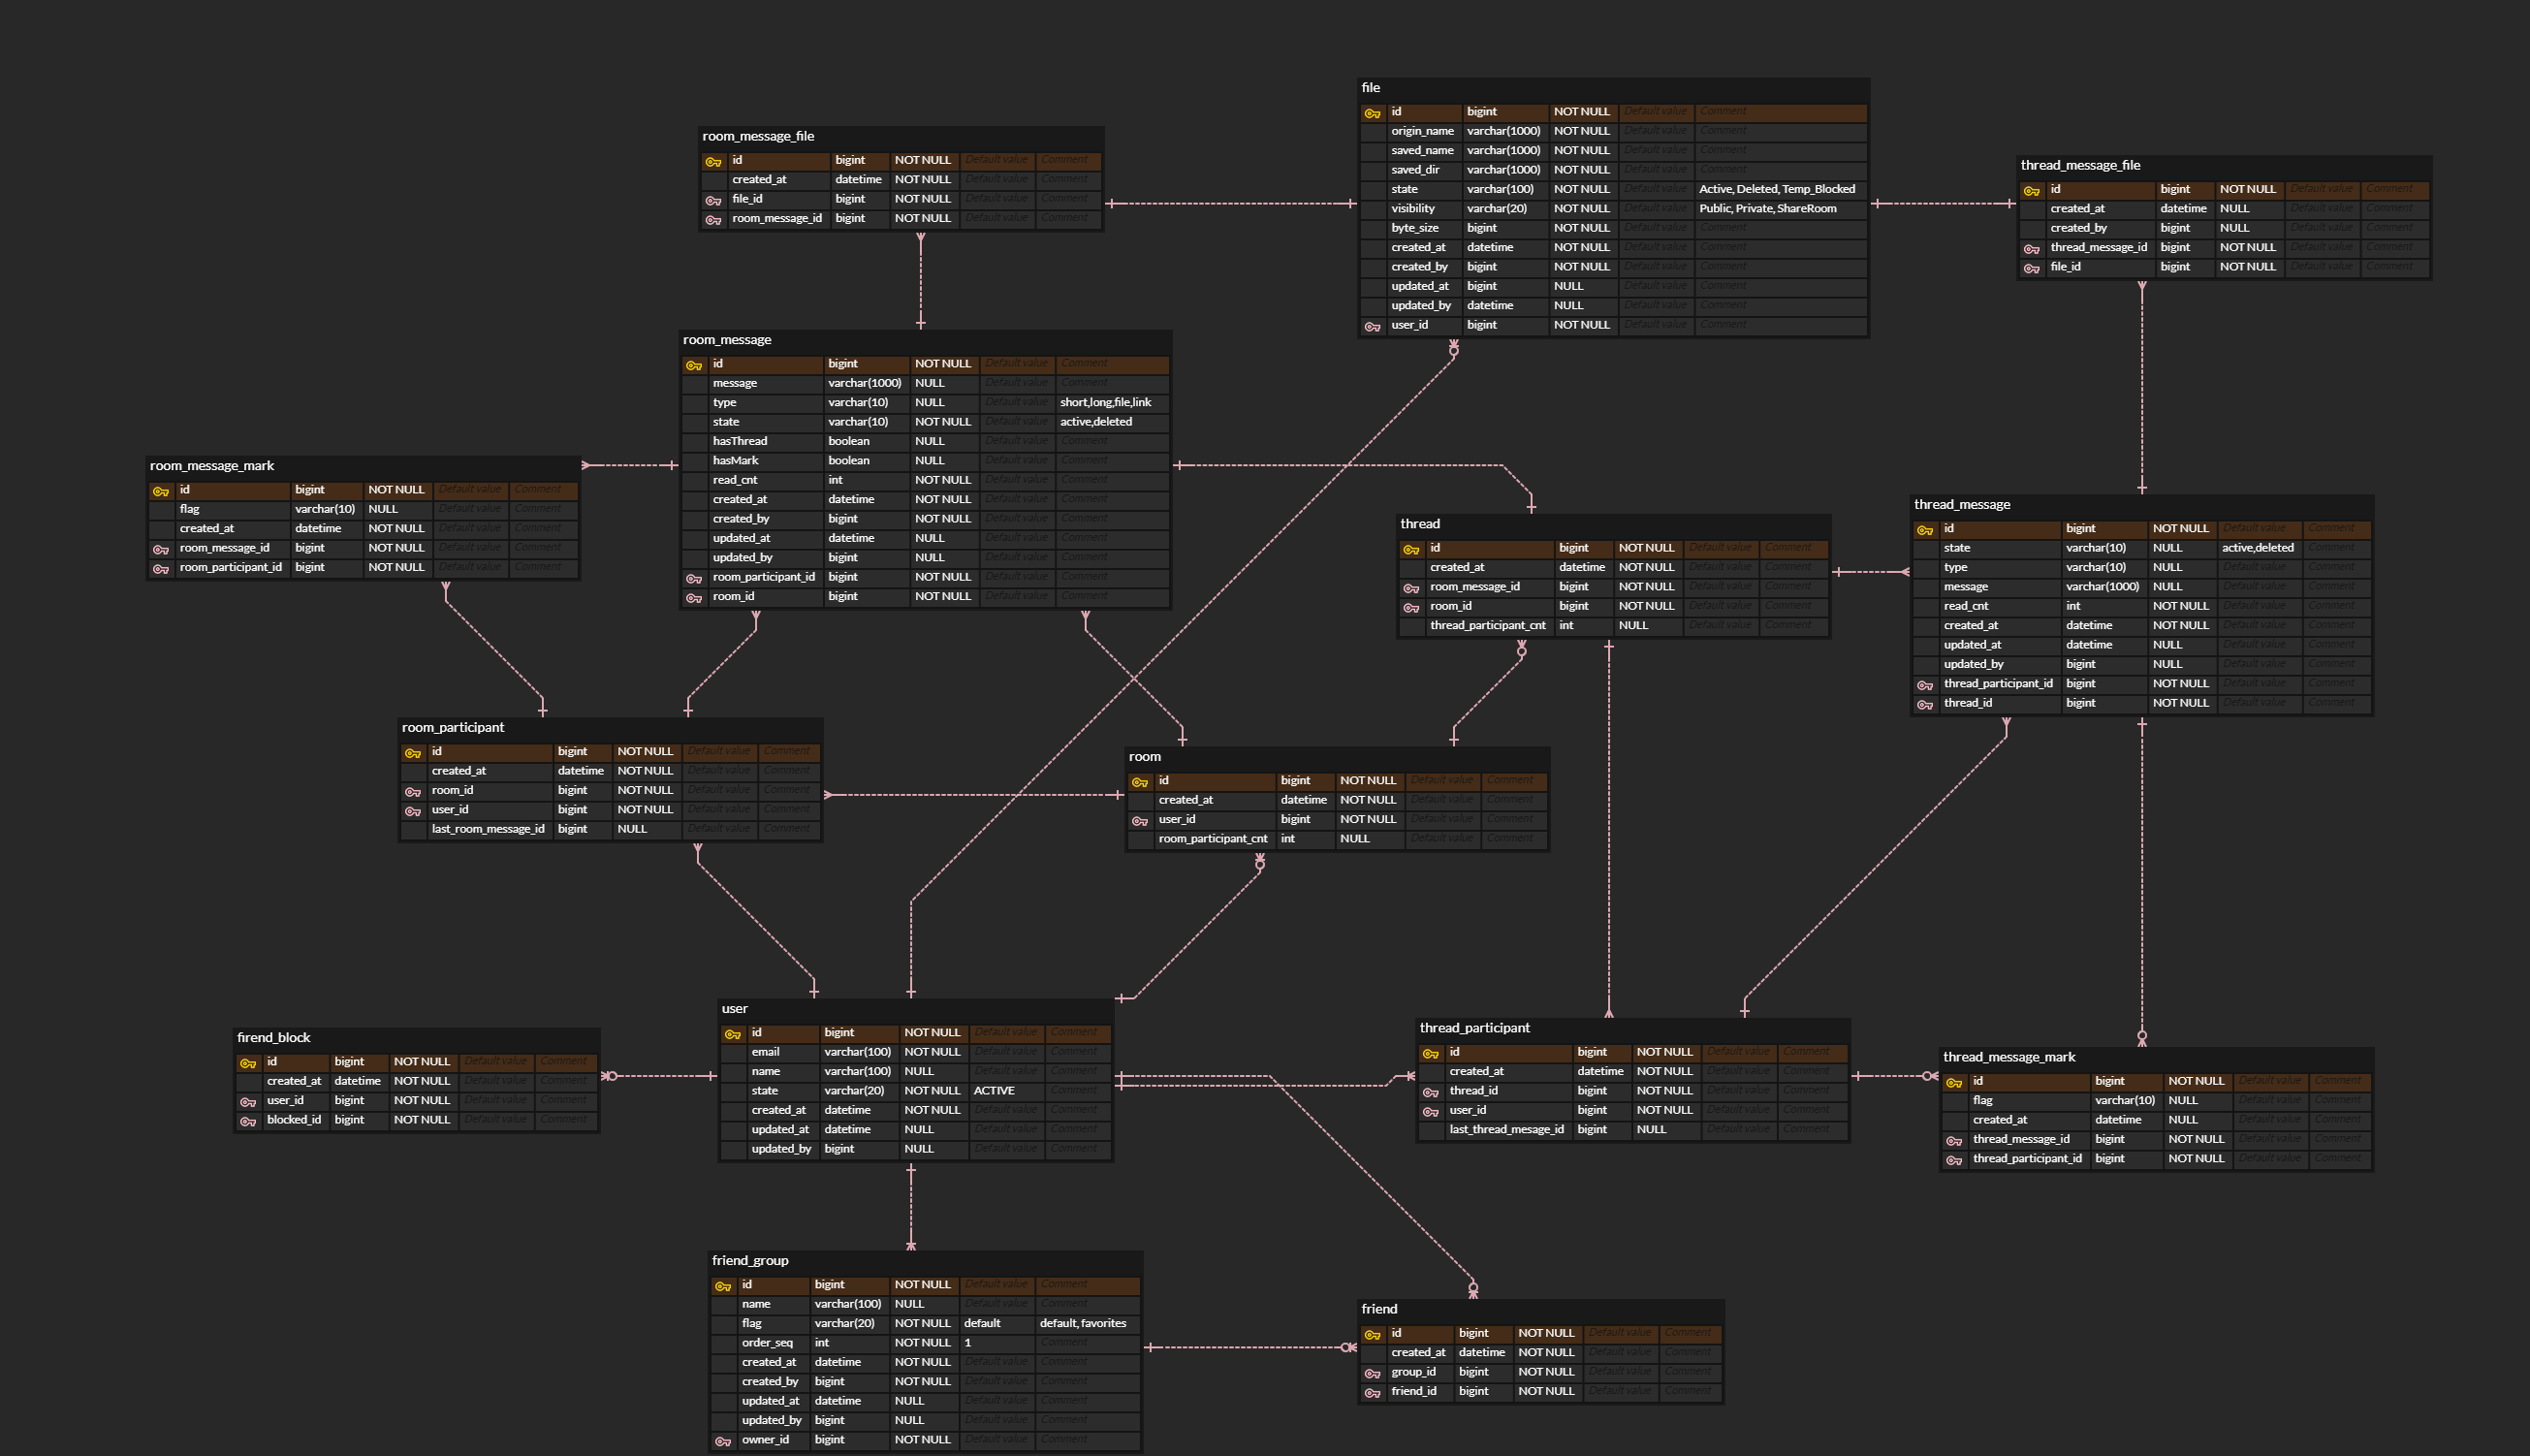 file
id bigint NOT NULL Default value Comment
origin_name varchar(1000) NOT NULL Default value Comment
saved_name varchar(1000) NOT NULL Default value Comment
saved_dir varchar(1000) NOT NULL Default value Comment
state varchar(100) NOT NULL Default value Active, Deleted, Temp_Blocked
visibility varchar(20) NOT NULL Default value Public, Private, ShareRoom
byte_size bigint NOT NULL Default value Comment
created_at datetime NOT NULL Default value Comment
created_by bigint NOT NULL Default value Comment
updated_at bigint NULL Default value Comment
updated_by datetime NULL Default value Comment
user_id bigint NOT NULL Default value Comment
room_message_file
id bigint NOT NULL Default value Comment
created_at datetime NOT NULL Default value Comment
file_id bigint NOT NULL Default value Comment
room_message_id bigint NOT NULL Default value Comment
thread_message_file
id bigint NOT NULL Default value Comment
created_at datetime NULL Default value Comment
created_by bigint NULL Default value Comment
thread_message_id bigint NOT NULL Default value Comment
file_id bigint NOT NULL Default value Comment
room_message
id bigint NOT NULL Default value Comment
message varchar(1000) NULL Default value Comment
type varchar(10) NULL Default value short,long,file,link
state varchar(10) NOT NULL Default value active,deleted
hasThread boolean NULL Default value Comment
hasMark boolean NULL Default value Comment
read_cnt int NOT NULL Default value Comment
created_at datetime NOT NULL Default value Comment
created_by bigint NOT NULL Default value Comment
updated_at datetime NULL Default value Comment
updated_by bigint NULL Default value Comment
room_participant_id bigint NOT NULL Default value Comment
room_id bigint NOT NULL Default value Comment
room_message_mark
id bigint NOT NULL Default value Comment
flag varchar(10) NULL Default value Comment
created_at datetime NOT NULL Default value Comment
room_message_id bigint NOT NULL Default value Comment
room_participant_id bigint NOT NULL Default value Comment
thread
id bigint NOT NULL Default value Comment
created_at datetime NOT NULL Default value Comment
room_message_id bigint NOT NULL Default value Comment
room_id bigint NOT NULL Default value Comment
thread_participant_cnt int NULL Default value Comment
thread_message
id bigint NOT NULL Default value Comment
state varchar(10) NULL active,deleted Comment
type varchar(10) NULL Default value Comment
message varchar(1000) NULL Default value Comment
read_cnt int NOT NULL Default value Comment
created_at datetime NOT NULL Default value Comment
updated_at datetime NULL Default value Comment
updated_by bigint NULL Default value Comment
thread_participant_id bigint NOT NULL Default value Comment
thread_id bigint NOT NULL Default value Comment
room_participant
id bigint NOT NULL Default value Comment
created_at datetime NOT NULL Default value Comment
room_id bigint NOT NULL Default value Comment
user_id bigint NOT NULL Default value Comment
last_room_message_id bigint NULL Default value Comment
room
id bigint NOT NULL Default value Comment
created_at datetime NOT NULL Default value Comment
user_id bigint NOT NULL Default value Comment
room_participant_cnt int NULL Default value Comment
user
id bigint NOT NULL Default value Comment
email varchar(100) NOT NULL Default value Comment
name varchar(100) NULL Default value Comment
state varchar(20) NOT NULL ACTIVE Comment
created_at datetime NOT NULL Default value Comment
updated_at datetime NULL Default value Comment
updated_by bigint NULL Default value Comment
firend_block
id bigint NOT NULL Default value Comment
created_at datetime NOT NULL Default value Comment
user_id bigint NOT NULL Default value Comment
blocked_id bigint NOT NULL Default value Comment
thread_participant
id bigint NOT NULL Default value Comment
created_at datetime NOT NULL Default value Comment
thread_id bigint NOT NULL Default value Comment
user_id bigint NOT NULL Default value Comment
last_thread_mesage_id bigint NULL Default value Comment
thread_message_mark
id bigint NOT NULL Default value Comment
flag varchar(10) NULL Default value Comment
created_at datetime NULL Default value Comment
thread_message_id bigint NOT NULL Default value Comment
thread_participant_id bigint NOT NULL Default value Comment
friend_group
id bigint NOT NULL Default value Comment
name varchar(100) NULL Default value Comment
flag varchar(20) NOT NULL default default, favorites
order_seq int NOT NULL 1 Comment
created_at datetime NOT NULL Default value Comment
created_by bigint NOT NULL Default value Comment
updated_at datetime NULL Default value Comment
updated_by bigint NULL Default value Comment
owner_id bigint NOT NULL Default value Comment
friend
id bigint NOT NULL Default value Comment
created_at datetime NOT NULL Default value Comment
group_id bigint NOT NULL Default value Comment
friend_id bigint NOT NULL Default value Comment